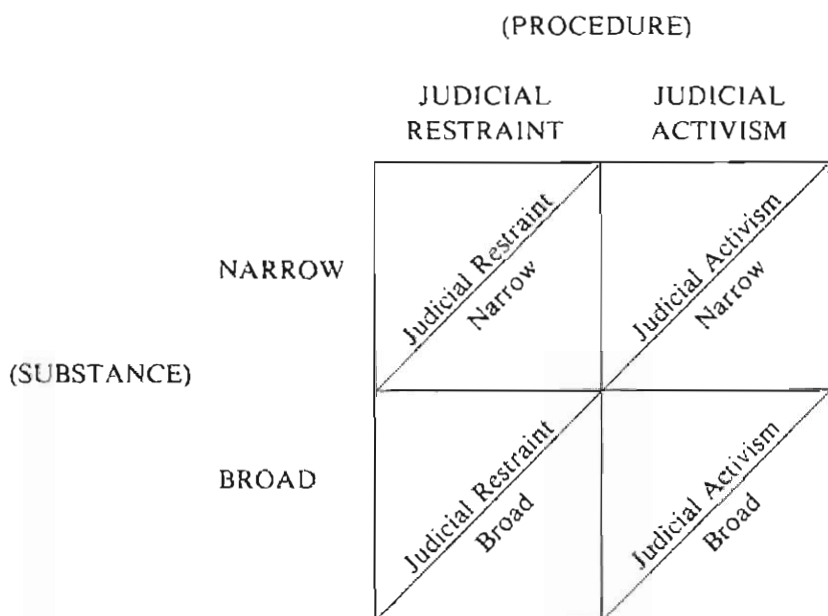 (PROCEDURE)
JUDICIAL RESTRAINT
JUDICIAL ACTIVISM
NARROW
Judicial Restraint
Narrow
Judicial Activism
Narrow
(SUBSTANCE)
BROAD
Judicial Restraint
Broad
Judicial Activism
Broad